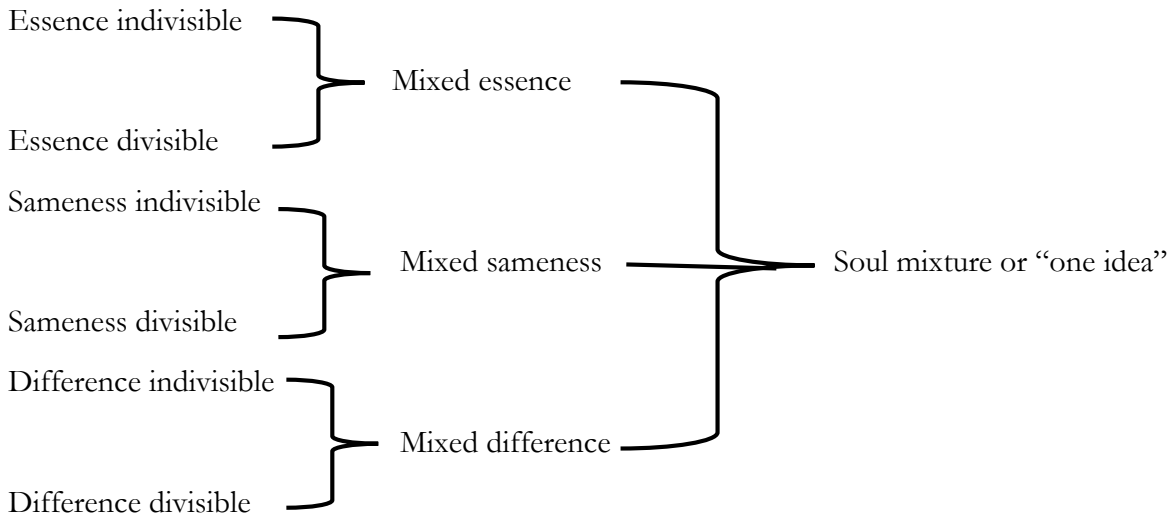 Essence indivisible
Mixed essence
Essence divisible
Sameness indivisible
Mixed sameness
Soul mixture or “one idea”
Sameness divisible
Difference indivisible
Mixed difference
Difference divisible